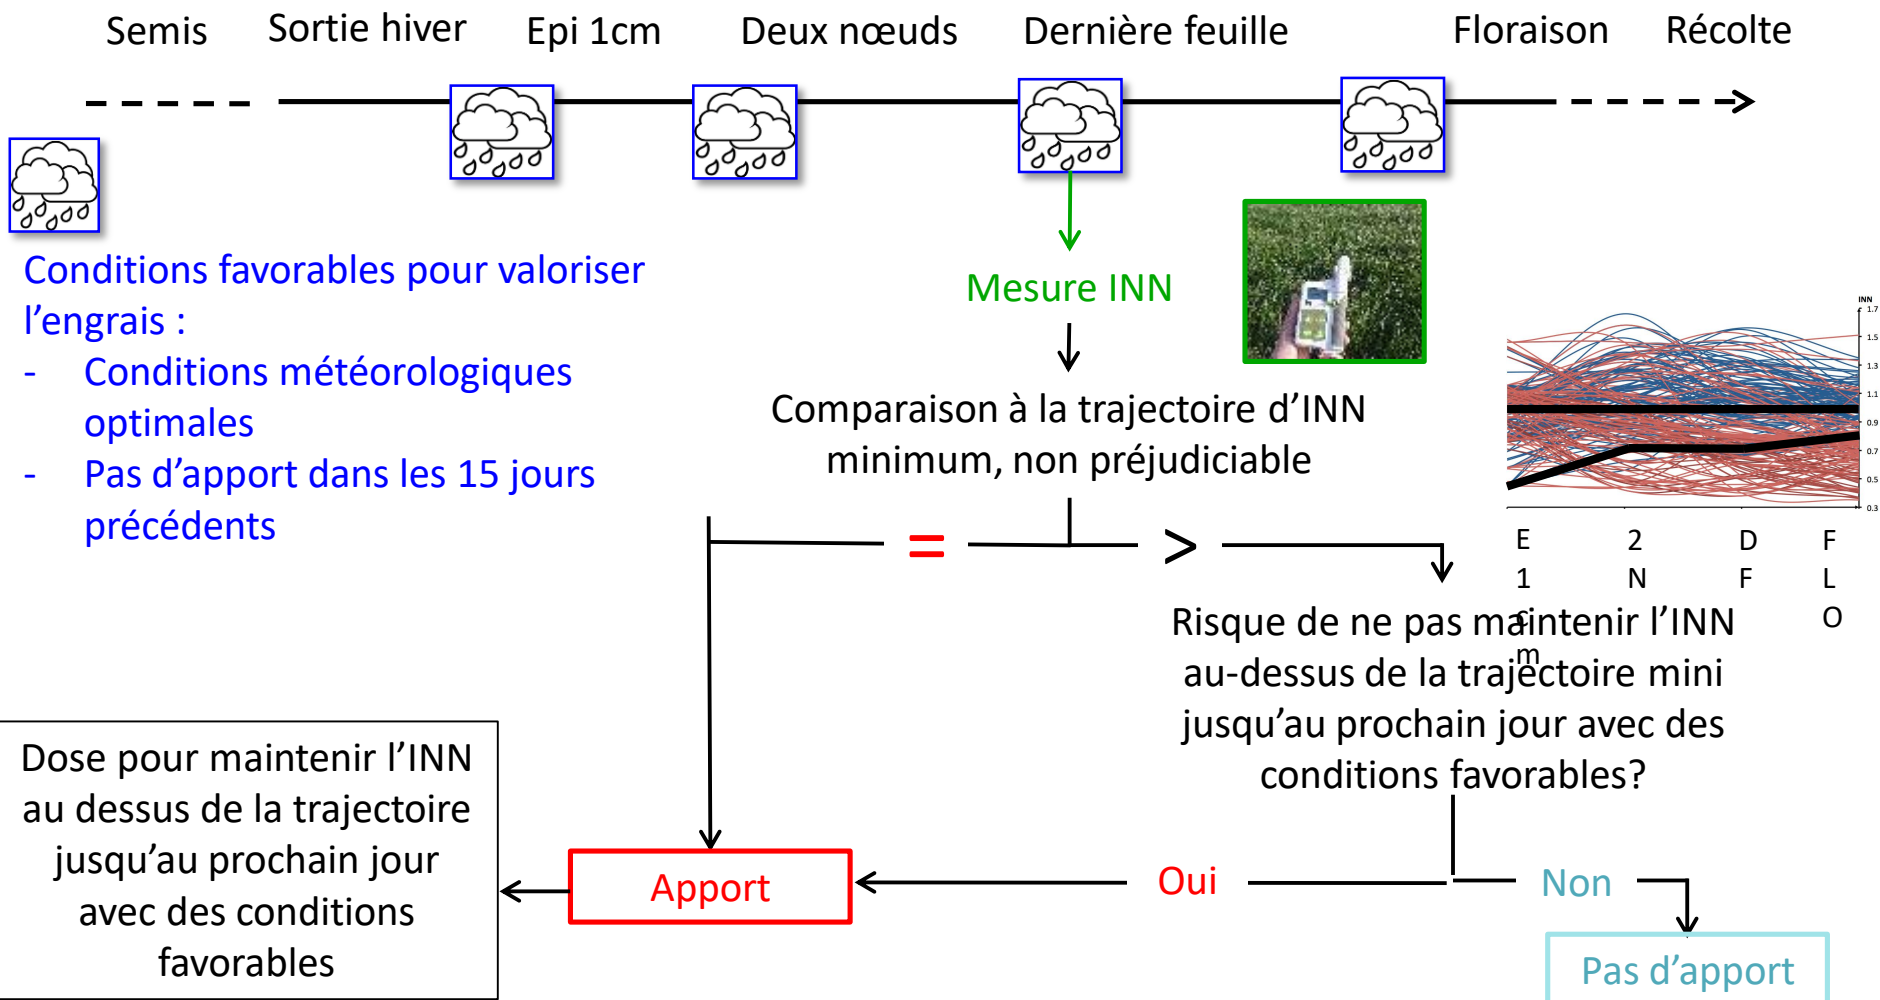 Semis
Sortie hiver
Epi 1cm
Deux nœuds
Dernière feuille
Floraison
Récolte
Conditions favorables pour valoriser
l’engrais :
- Conditions météorologiques
optimales
- Pas d’apport dans les 15 jours
précédents
Mesure INN
Comparaison à la trajectoire d’INN
minimum, non préjudiciable
=
>
INN
1.7
1.5
1.3
1.1
0.9
0.7
0.5
0.3
E
1
c
m
2
N
D
F
F
L
O
Risque de ne pas maintenir l’INN
au-dessus de la trajectoire mini
jusqu’au prochain jour avec des
conditions favorables?
Oui
Non
Apport
Pas d’apport
Dose pour maintenir l’INN
au dessus de la trajectoire
jusqu’au prochain jour
avec des conditions
favorables